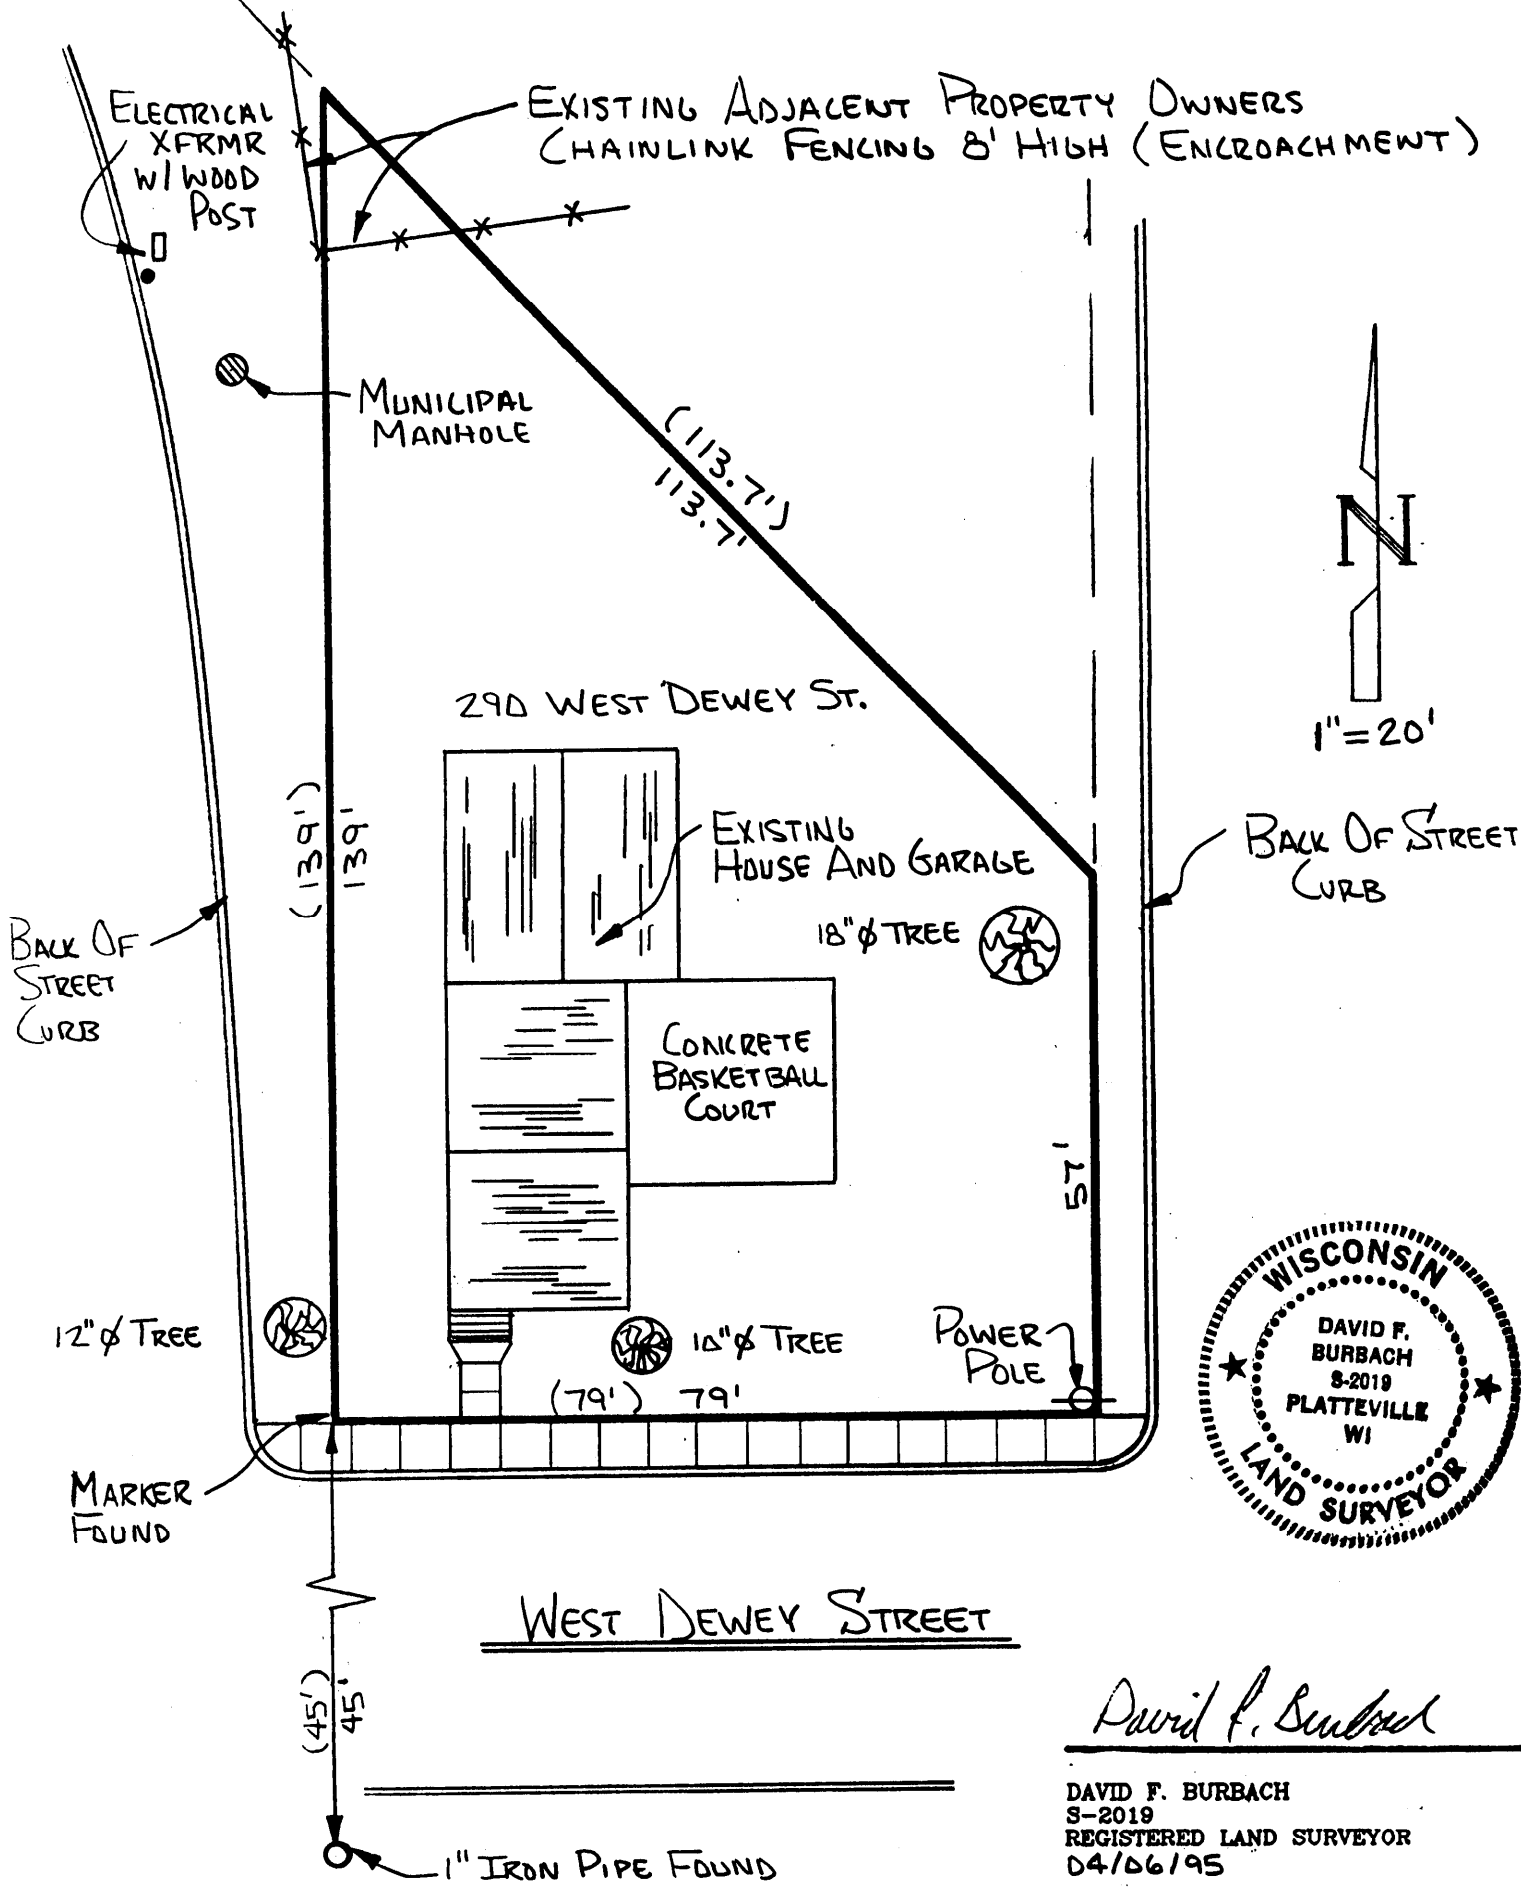 ELECTRICAL
XFRMR
W/ WOOD
POST
EXISTING ADJACENT PROPERTY OWNERS
CHAINLINK FENCING 8' HIGH (ENCROACHMENT)
MUNICIPAL
MANHOLE
(113.7')
113.7'
N
1"=20'
290 WEST DEWEY ST.
(139')
139'
EXISTING
HOUSE AND GARAGE
BACK OF STREET
CURB
18"ø TREE
BACK OF
STREET
CURB
CONCRETE
BASKETBALL
COURT
57'
12"ø TREE
10"ø TREE
POWER
POLE
(79') 79'
WISCONSIN
DAVID F.
BURBACH
S-2019
PLATTEVILLE
WI
LAND SURVEYOR
MARKER
FOUND
WEST DEWEY STREET
(45')
45'
David F. Burbach
DAVID F. BURBACH
S-2019
REGISTERED LAND SURVEYOR
04/06/95
1" IRON PIPE FOUND